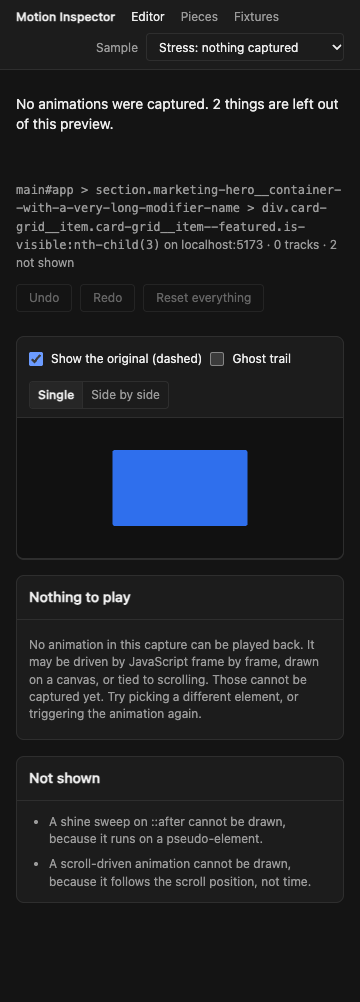 Motion Inspector Editor Pieces Fixtures
Sample Stress: nothing captured
No animations were captured. 2 things are left out
of this preview.
main#app > section.marketing-hero__container-
-with-a-very-long-modifier-name > div.card-
grid__item.card-grid__item--featured.is-
visible:nth-child(3) on localhost:5173 · 0 tracks · 2
not shown
Undo Redo Reset everything
Show the original (dashed) Ghost trail
Single Side by side
Nothing to play
No animation in this capture can be played back. It
may be driven by JavaScript frame by frame, drawn
on a canvas, or tied to scrolling. Those cannot be
captured yet. Try picking a different element, or
triggering the animation again.
Not shown
• A shine sweep on ::after cannot be drawn,
because it runs on a pseudo-element.
• A scroll-driven animation cannot be drawn,
because it follows the scroll position, not time.